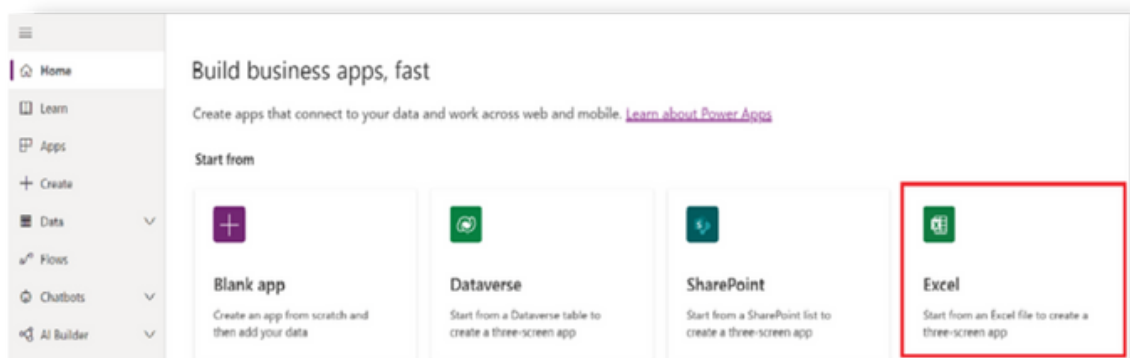 Home
Learn
Apps
Create
Data
Flows
Chatbots
AI Builder
Build business apps, fast
Create apps that connect to your data and work across web and mobile. Learn about Power Apps
Start from
Blank app
Create an app from scratch and
then add your data
Dataverse
Start from a Dataverse table to
create a three-screen app
SharePoint
Start from a SharePoint list to
create a three-screen app
Excel
Start from an Excel file to create a
three-screen app